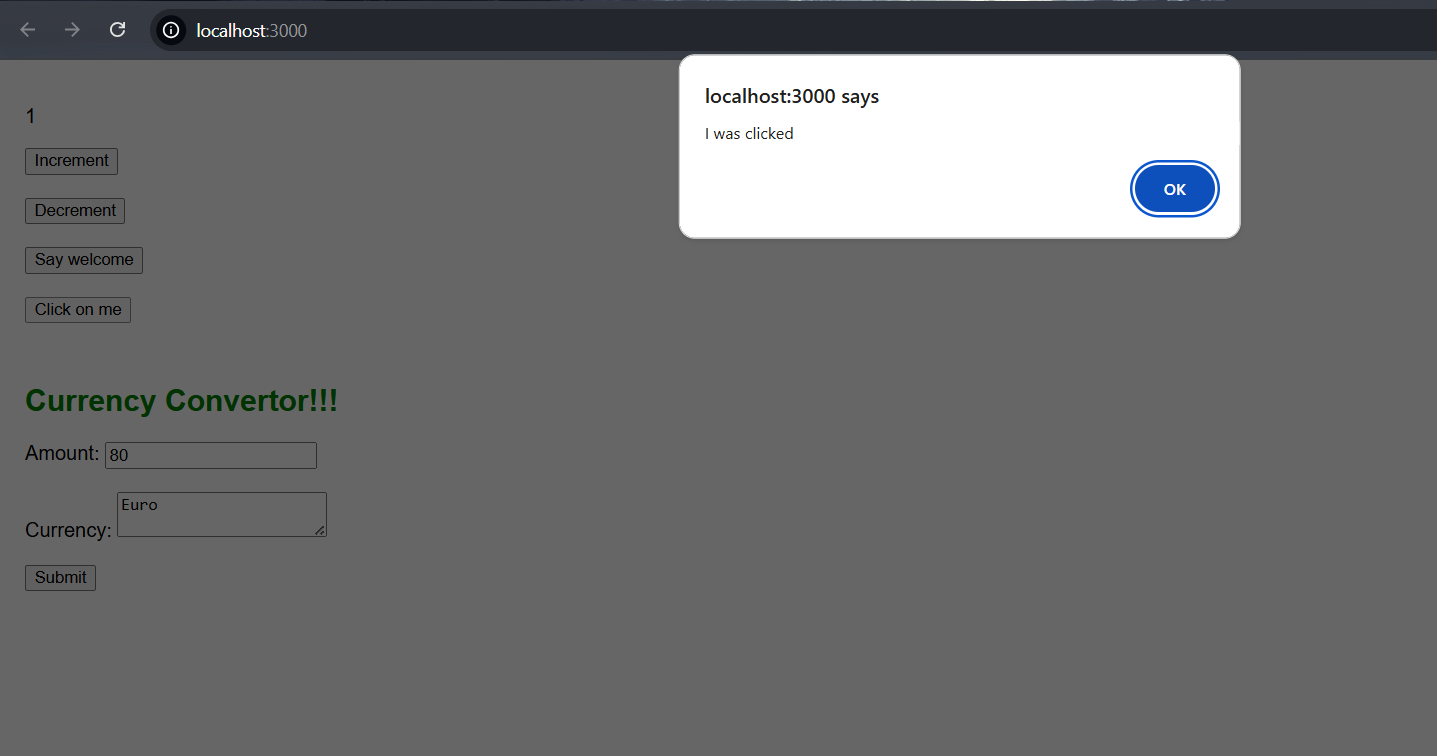 localhost:3000
localhost:3000 says
I was clicked
OK
1
Increment
Decrement
Say welcome
Click on me
Currency Convertor!!!
Amount: 80
Currency: Euro
Submit